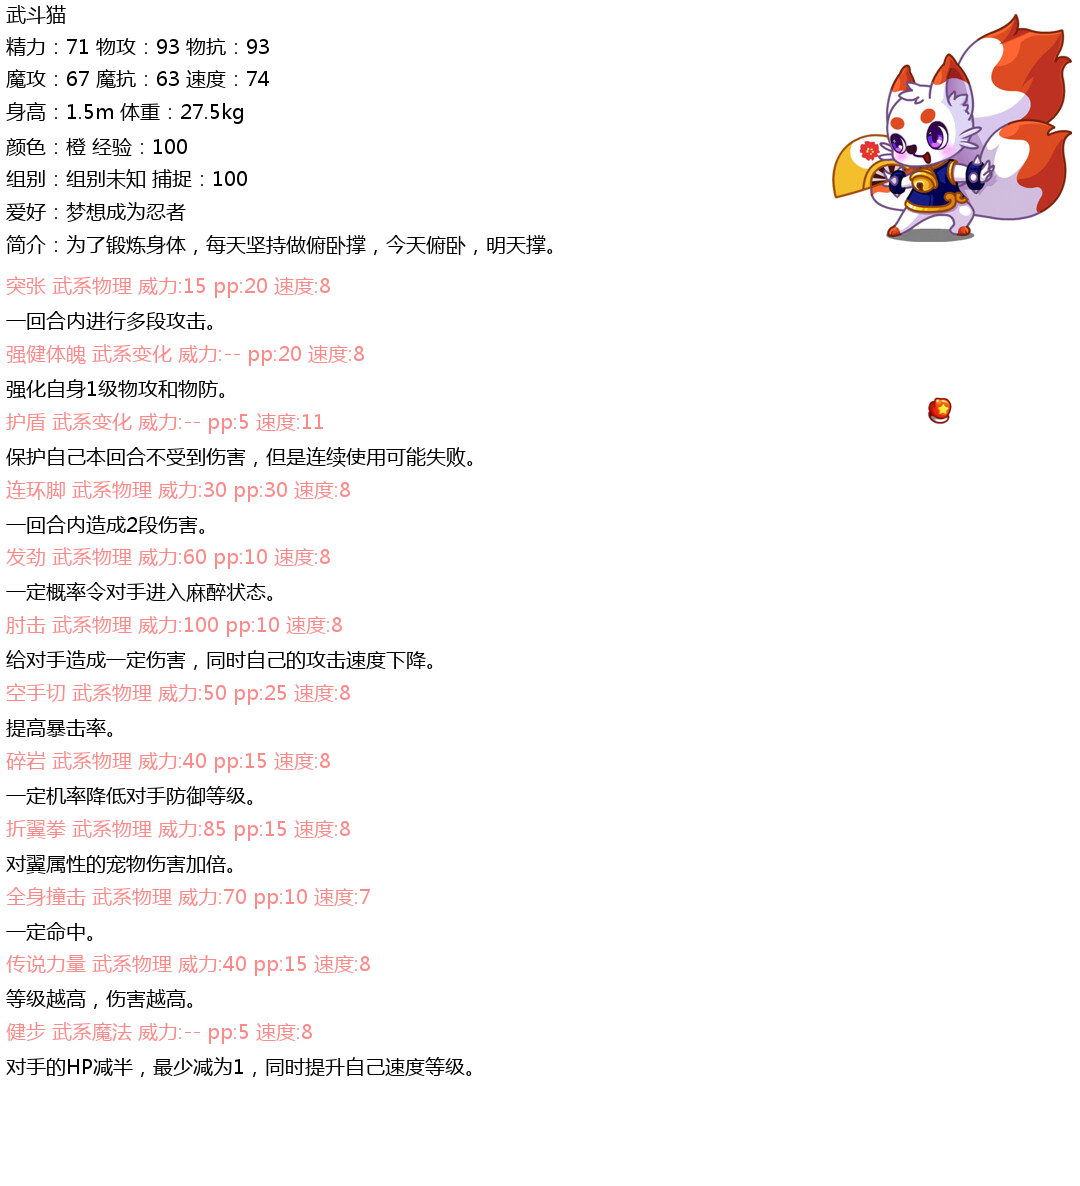 武斗猫
精力：71 物攻：93 物抗：93
魔攻：67 魔抗：63 速度：74
身高：1.5m 体重：27.5kg
颜色：橙 经验：100
组别：组别未知 捕捉：100
爱好：梦想成为忍者
简介：为了锻炼身体，每天坚持做俯卧撑，今天俯卧，明天撑。
突张 武系物理 威力:15 pp:20 速度:8
一回合内进行多段攻击。
强健体魄 武系变化 威力:-- pp:20 速度:8
强化自身1级物攻和物防。
护盾 武系变化 威力:-- pp:5 速度:11
保护自己本回合不受到伤害，但是连续使用可能失败。
连环脚 武系物理 威力:30 pp:30 速度:8
一回合内造成2段伤害。
发劲 武系物理 威力:60 pp:10 速度:8
一定概率令对手进入麻醉状态。
肘击 武系物理 威力:100 pp:10 速度:8
给对手造成一定伤害，同时自己的攻击速度下降。
空手切 武系物理 威力:50 pp:25 速度:8
提高暴击率。
碎岩 武系物理 威力:40 pp:15 速度:8
一定机率降低对手防御等级。
折翼拳 武系物理 威力:85 pp:15 速度:8
对翼属性的宠物伤害加倍。
全身撞击 武系物理 威力:70 pp:10 速度:7
一定命中。
传说力量 武系物理 威力:40 pp:15 速度:8
等级越高，伤害越高。
健步 武系魔法 威力:-- pp:5 速度:8
对手的HP减半，最少减为1，同时提升自己速度等级。